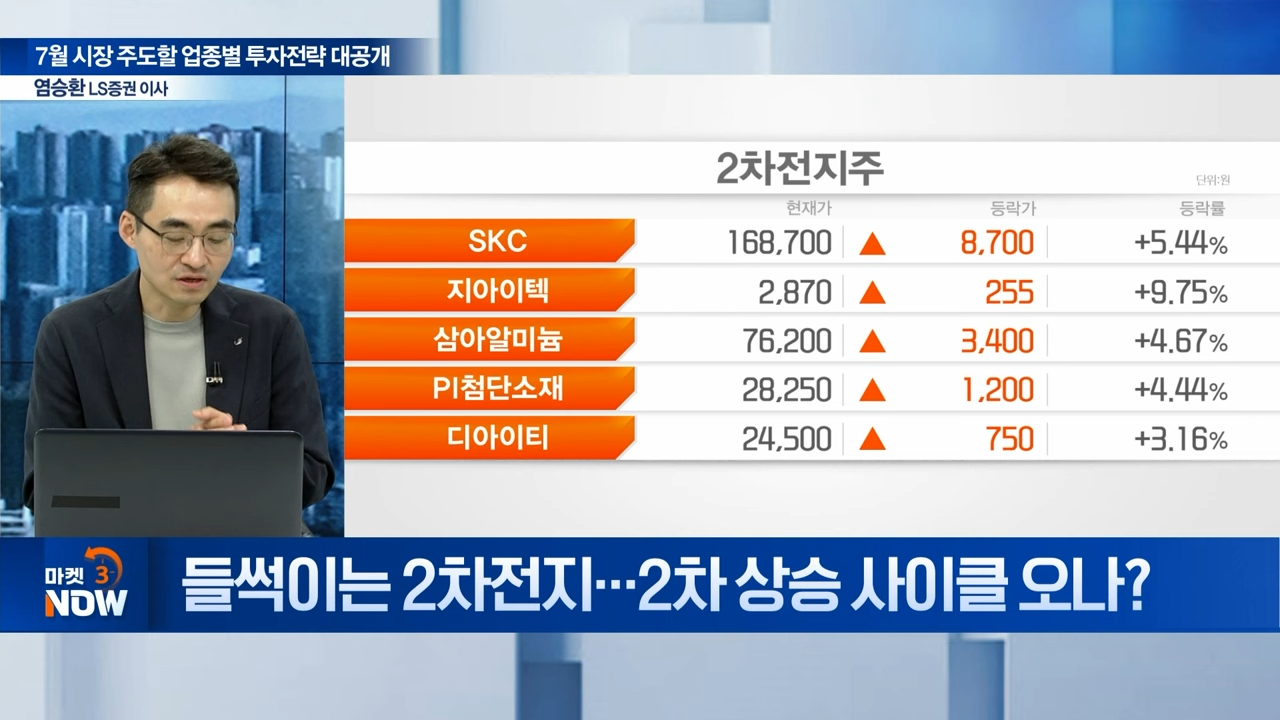 7월 시장 주도할 업종별 투자전략 대공개
염승환 LS증권 이사
2차전지주
단위:원
현재가 등락가 등락률
SKC 168,700 ▲ 8,700 +5.44%
지아이텍 2,870 ▲ 255 +9.75%
삼아알미늄 76,200 ▲ 3,400 +4.67%
PI첨단소재 28,250 ▲ 1,200 +4.44%
디아이티 24,500 ▲ 750 +3.16%
마켓 3
NOW
들썩이는 2차전지…2차 상승 사이클 오나?